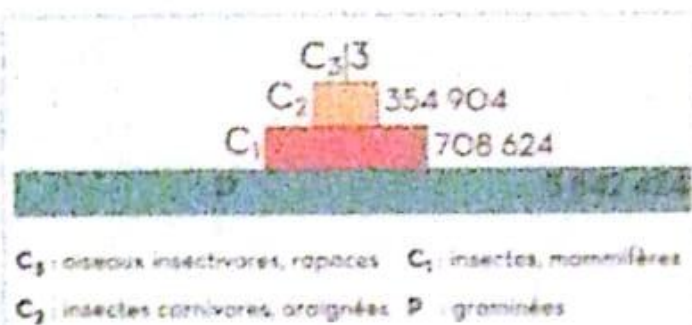 C₃ 3
C₂ 354 904
C₁ 708 624
P
C₃ : oiseaux insectivores, rapaces C₁ : insectes, mammifères
C₂ : insectes carnivores, araignées P : graminées